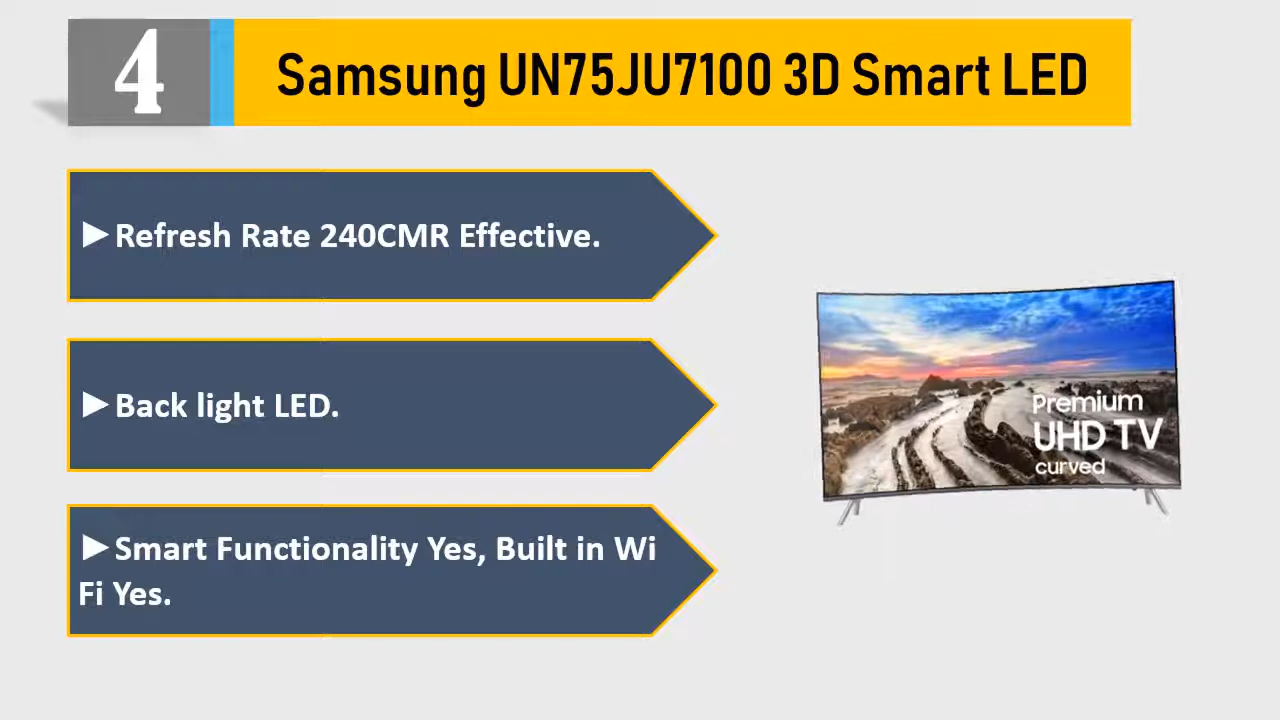 4
Samsung UN75JU7100 3D Smart LED
►Refresh Rate 240CMR Effective.
►Back light LED.
►Smart Functionality Yes, Built in Wi
Fi Yes.
Premium
UHD TV
curved